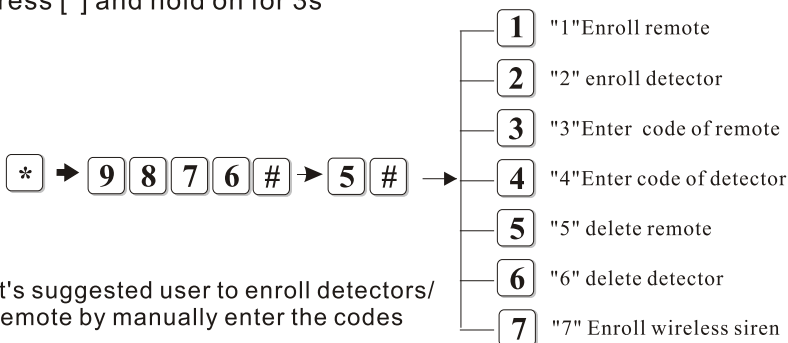 ress [ ] and hold on for 3s
1 "1"Enroll remote
2 "2" enroll detector
3 "3"Enter code of remote
* 9 8 7 6 # 5 # 4 "4"Enter code of detector
5 "5" delete remote
6 "6" delete detector
t's suggested user to enroll detectors/
emote by manually enter the codes
7 "7" Enroll wireless siren